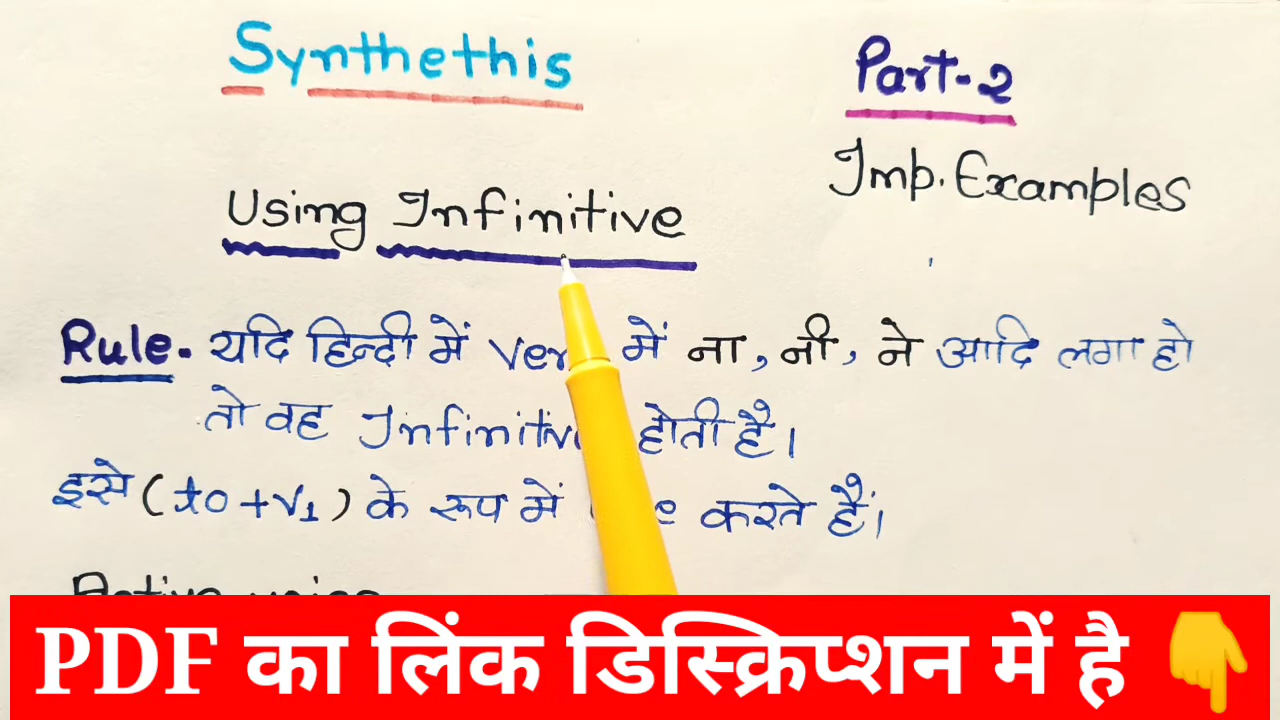 Synthethis
Part-2
Imp. Examples
Using Infinitive
Rule. यदि हिन्दी में Ver में ना, नी, ने आदि लगा हो
तो वह Infinitiv होती है।
इसे (to + V1) के रूप में करते हैं।
PDF का लिंक डिस्क्रिप्शन में है 👇